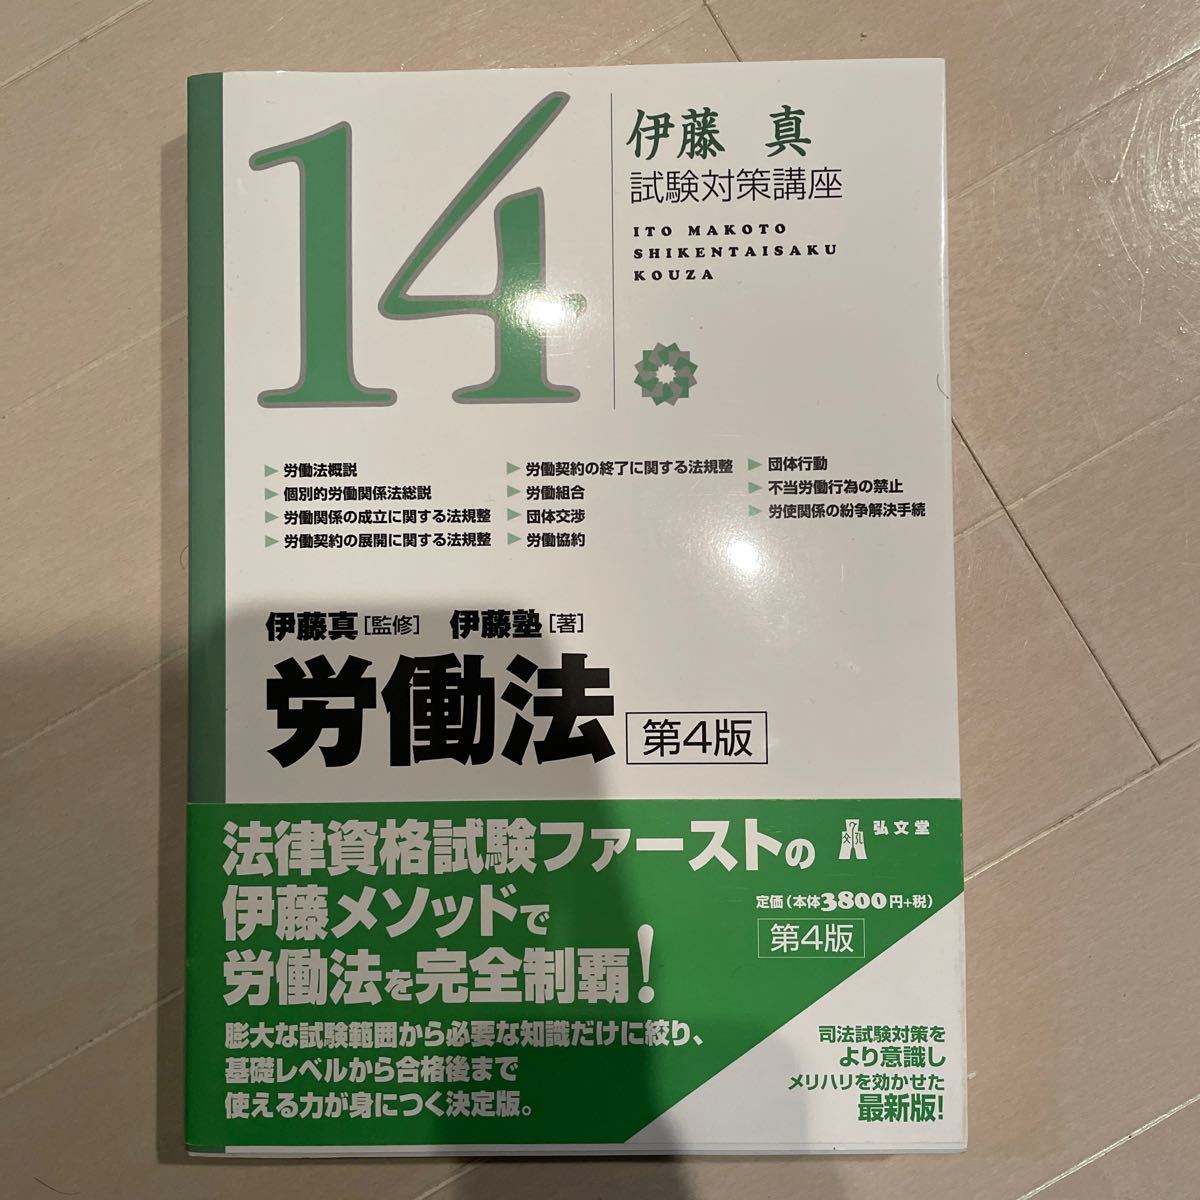 14
伊藤 真
試験対策講座
ITO MAKOTO
SHIKENTAISAKU
KOUZA
▶ 労働法概説
▶ 個別的労働関係法総説
▶ 労働関係の成立に関する法規整
▶ 労働契約の展開に関する法規整
▶ 労働契約の終了に関する法規整
▶ 労働組合
▶ 団体交渉
▶ 労働協約
▶ 団体行動
▶ 不当労働行為の禁止
▶ 労使関係の紛争解決手続
伊藤真[監修] 伊藤塾[著]
労働法 第4版
法律資格試験ファーストの
伊藤メソッドで
労働法を完全制覇!
膨大な試験範囲から必要な知識だけに絞り、
基礎レベルから合格後まで
使える力が身につく決定版。
弘文堂
定価(本体3800円+税)
第4版
司法試験対策を
より意識し
メリハリを効かせた
最新版!